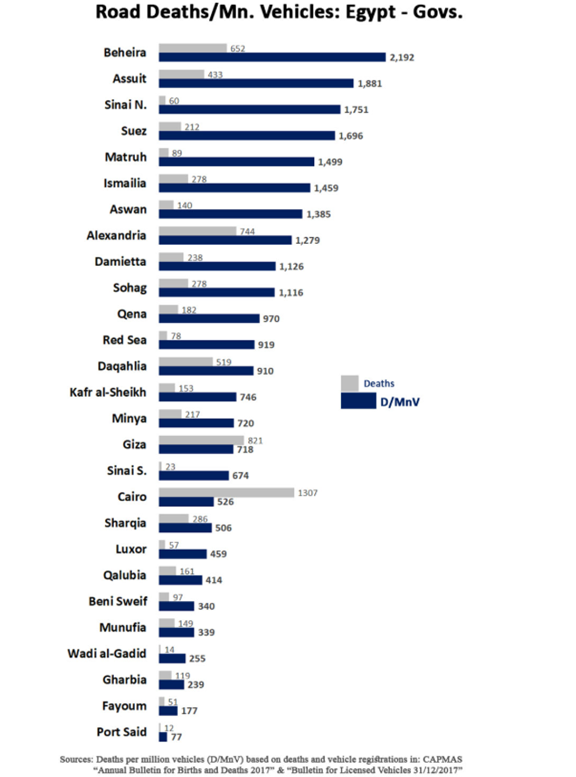 Road Deaths/Mn. Vehicles: Egypt - Govs.
Beheira 652 2,192
Assuit 433 1,881
Sinai N. 60 1,751
Suez 212 1,696
Matruh 89 1,499
Ismailia 278 1,459
Aswan 140 1,385
Alexandria 744 1,279
Damietta 238 1,126
Sohag 278 1,116
Qena 182 970
Red Sea 78 919
Daqahlia 519 910
Kafr al-Sheikh 153 746
Minya 217 720
Giza 821 718
Sinai S. 23 674
Cairo 1307 526
Sharqia 286 506
Luxor 57 459
Qalubia 161 414
Beni Sweif 97 340
Munufia 149 339
Wadi al-Gadid 14 255
Gharbia 119 239
Fayoum 51 177
Port Said 12 77
Deaths
D/MnV
Sources: Deaths per million vehicles (D/MnV) based on deaths and vehicle registrations in: CAPMAS
“Annual Bulletin for Births and Deaths 2017” & “Bulletin for Licensed Vehicles 31/12/2017”